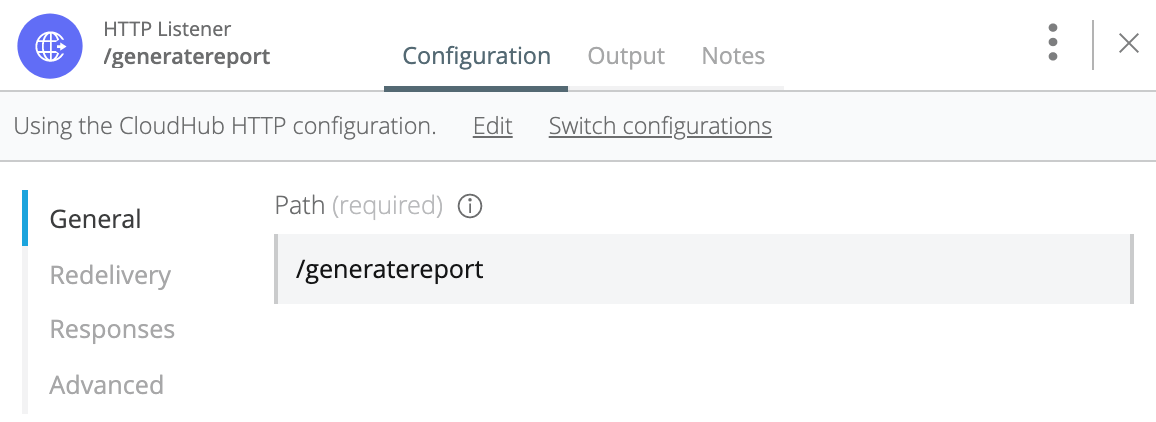 HTTP Listener
/generatereport
Configuration Output Notes
Using the CloudHub HTTP configuration. Edit Switch configurations
General
Redelivery
Responses
Advanced
Path (required)
/generatereport